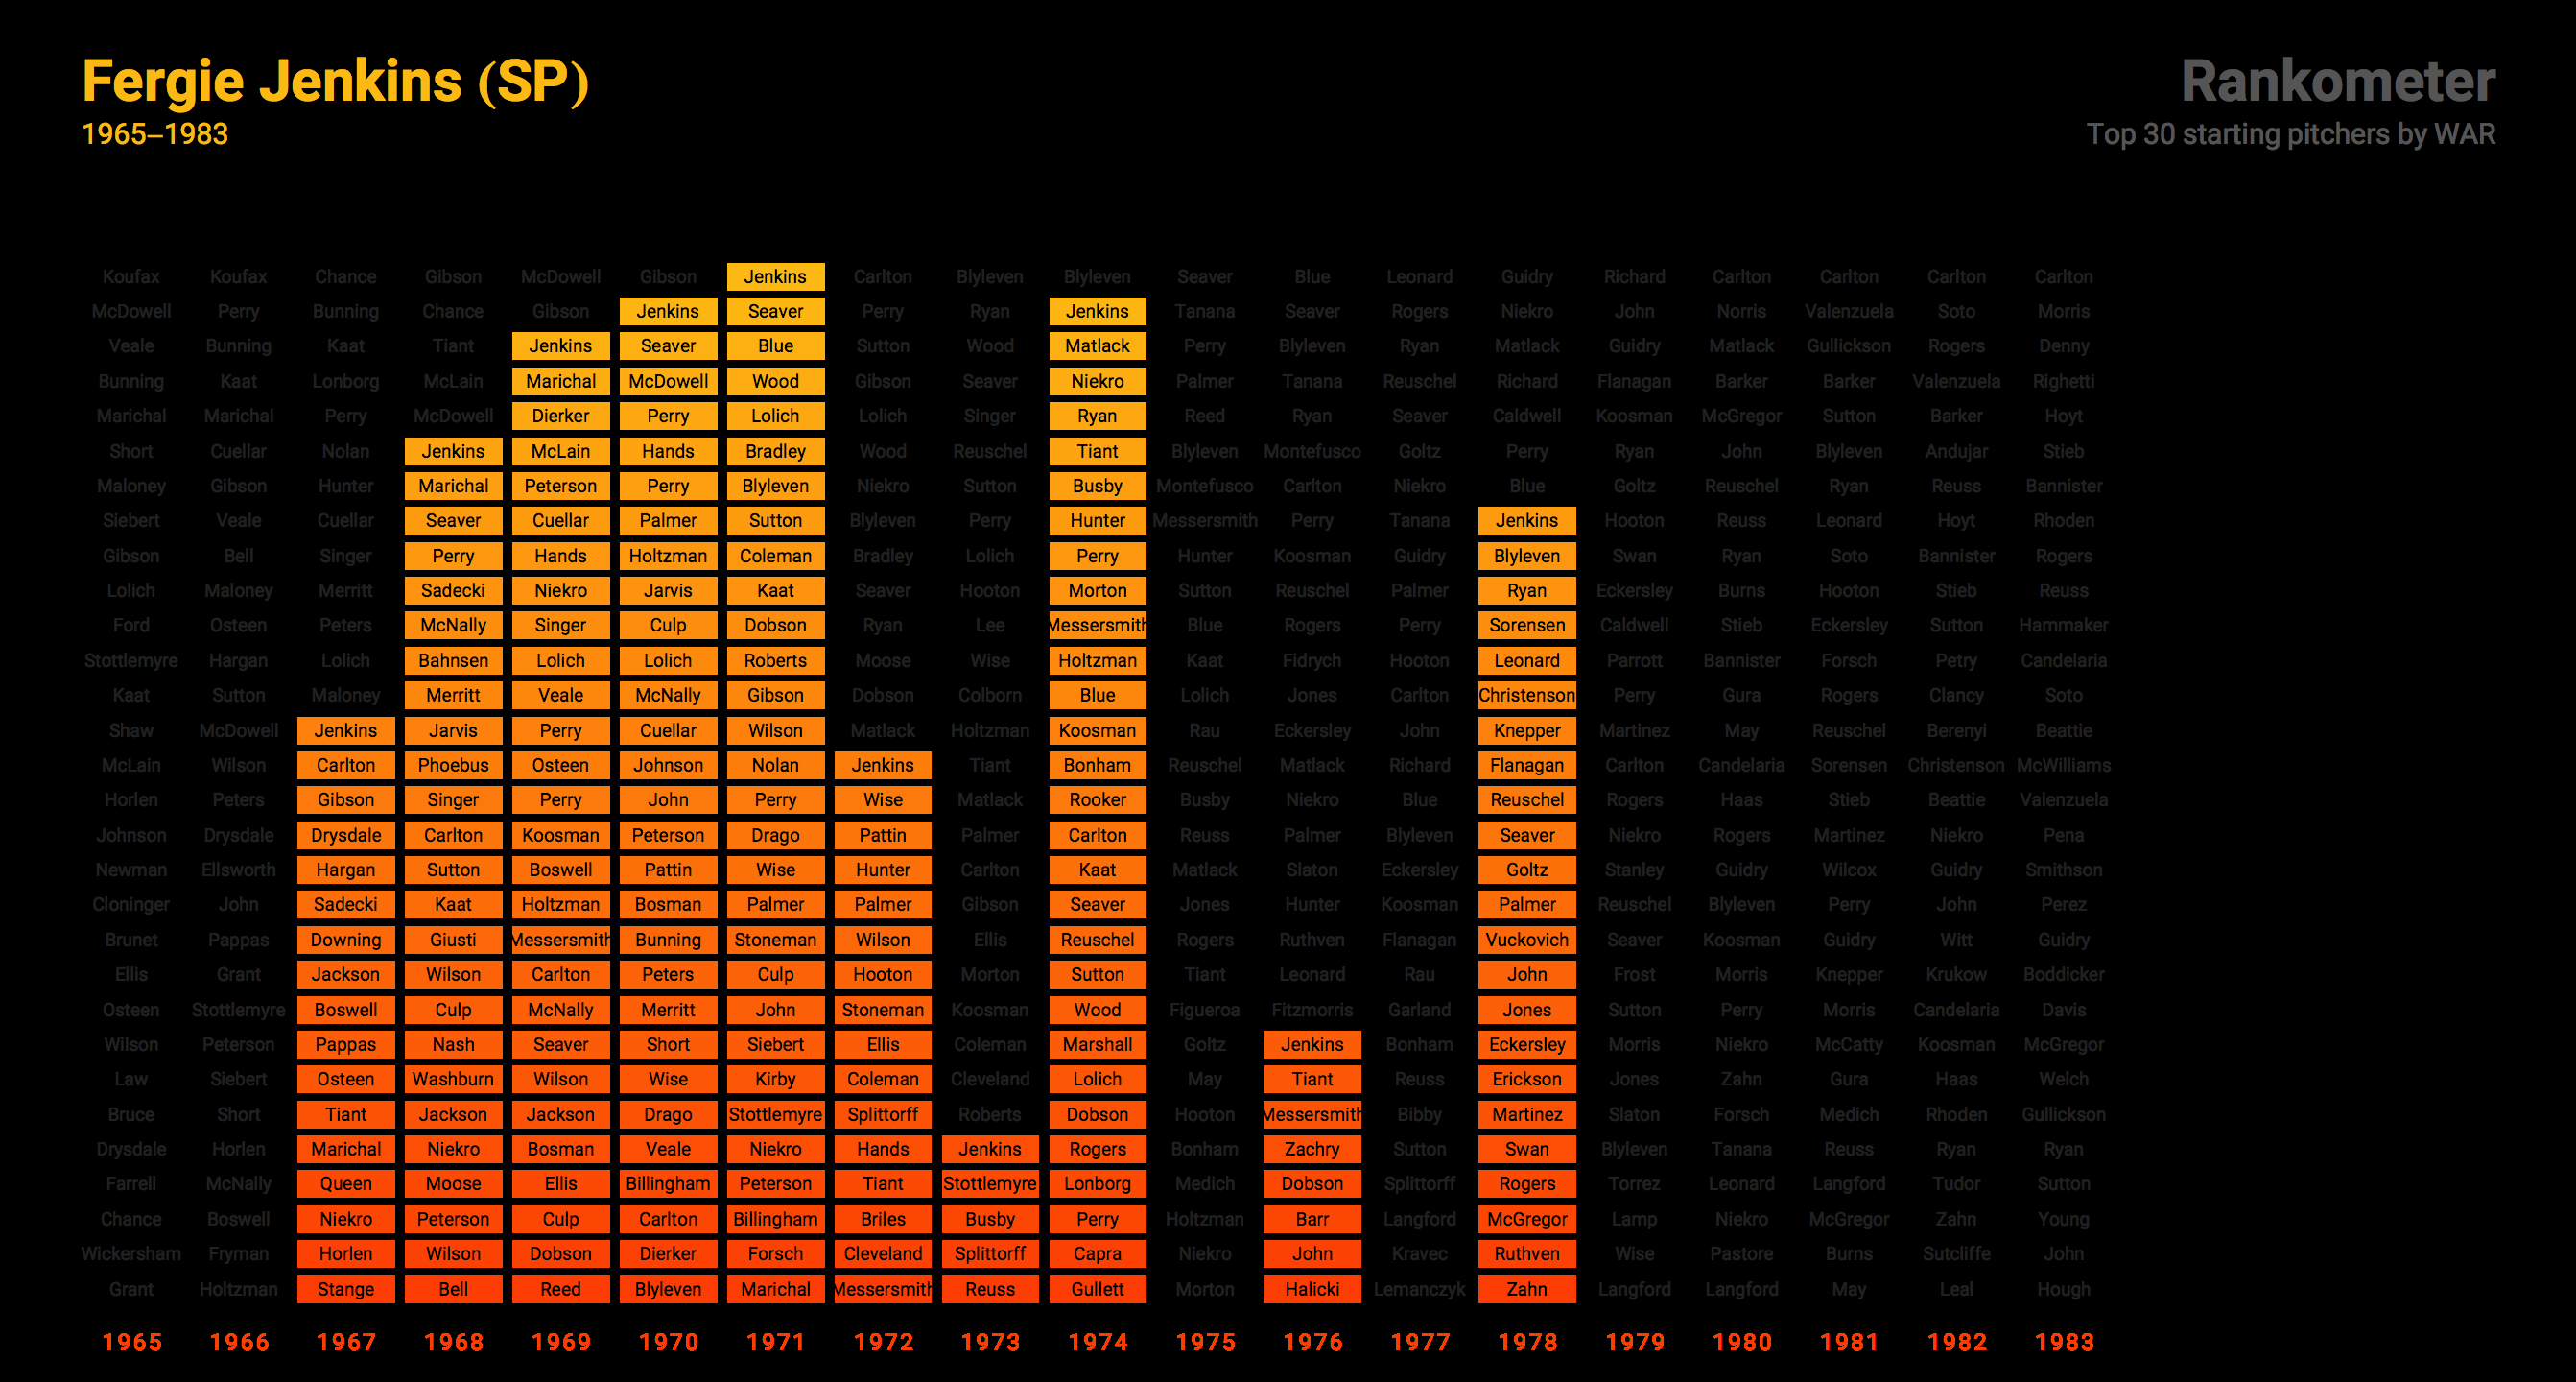 Fergie Jenkins (SP)
1965–1983
Rankometer
Top 30 starting pitchers by WAR
Koufax Koufax Chance Gibson McDowell Gibson Jenkins Carlton Blyleven Blyleven Seaver Blue Leonard Guidry Richard Carlton Carlton Carlton Carlton
McDowell Perry Bunning Chance Gibson Jenkins Seaver Perry Ryan Jenkins Tanana Seaver Rogers Niekro John Norris Valenzuela Soto Morris
Veale Bunning Kaat Tiant Jenkins Seaver Blue Sutton Wood Matlack Perry Blyleven Ryan Matlack Guidry Matlack Gullickson Rogers Denny
Bunning Kaat Lonborg McLain Marichal McDowell Wood Gibson Seaver Niekro Palmer Tanana Reuschel Richard Flanagan Barker Barker Valenzuela Righetti
Marichal Marichal Perry McDowell Dierker Perry Lolich Lolich Singer Ryan Reed Ryan Seaver Caldwell Koosman McGregor Sutton Barker Hoyt
Short Cuellar Nolan Jenkins McLain Hands Bradley Wood Reuschel Tiant Blyleven Montefusco Goltz Perry Ryan John Blyleven Andujar Stieb
Maloney Gibson Hunter Marichal Peterson Perry Blyleven Niekro Sutton Busby Montefusco Carlton Niekro Blue Goltz Reuschel Ryan Reuss Bannister
Siebert Veale Cuellar Seaver Cuellar Palmer Sutton Blyleven Perry Hunter Messersmith Perry Tanana Jenkins Hooton Reuss Leonard Hoyt Rhoden
Gibson Bell Singer Perry Hands Holtzman Coleman Bradley Lolich Perry Hunter Koosman Guidry Blyleven Swan Ryan Soto Bannister Rogers
Lolich Maloney Merritt Sadecki Niekro Jarvis Kaat Seaver Hooton Morton Sutton Reuschel Palmer Ryan Eckersley Burns Hooton Stieb Reuss
Ford Osteen Peters McNally Singer Culp Dobson Ryan Lee Messersmith Blue Rogers Perry Sorensen Caldwell Stieb Eckersley Sutton Hammaker
Stottlemyre Hargan Lolich Bahnsen Lolich Lolich Roberts Moose Wise Holtzman Kaat Fidrych Hooton Leonard Parrott Bannister Forsch Petry Candelaria
Kaat Sutton Maloney Merritt Veale McNally Gibson Dobson Colborn Blue Lolich Jones Carlton Christenson Perry Gura Rogers Clancy Soto
Shaw McDowell Jenkins Jarvis Perry Cuellar Wilson Matlack Holtzman Koosman Rau Eckersley John Knepper Martinez May Reuschel Berenyi Beattie
McLain Wilson Carlton Phoebus Osteen Johnson Nolan Jenkins Tiant Bonham Reuschel Matlack Richard Flanagan Carlton Candelaria Sorensen Christenson McWilliams
Horlen Peters Gibson Singer Perry John Perry Wise Matlack Rooker Busby Niekro Blue Reuschel Rogers Haas Stieb Beattie Valenzuela
Johnson Drysdale Drysdale Carlton Koosman Peterson Drago Pattin Palmer Carlton Reuss Palmer Blyleven Seaver Niekro Rogers Martinez Niekro Pena
Newman Ellsworth Hargan Sutton Boswell Pattin Wise Hunter Carlton Kaat Matlack Slaton Eckersley Goltz Stanley Guidry Wilcox Guidry Smithson
Cloninger John Sadecki Kaat Holtzman Bosman Palmer Palmer Gibson Seaver Jones Hunter Koosman Palmer Reuschel Blyleven Perry John Perez
Brunet Pappas Downing Giusti Messersmith Bunning Stoneman Wilson Ellis Reuschel Rogers Ruthven Flanagan Vuckovich Seaver Koosman Guidry Witt Guidry
Ellis Grant Jackson Wilson Carlton Peters Culp Hooton Morton Sutton Tiant Leonard Rau John Frost Morris Knepper Krukow Boddicker
Osteen Stottlemyre Boswell Culp McNally Merritt John Stoneman Koosman Wood Figueroa Fitzmorris Garland Jones Sutton Perry Morris Candelaria Davis
Wilson Peterson Pappas Nash Seaver Short Siebert Ellis Coleman Marshall Goltz Jenkins Bonham Eckersley Morris Niekro McCatty Koosman McGregor
Law Siebert Osteen Washburn Wilson Wise Kirby Coleman Cleveland Lolich May Tiant Reuss Erickson Jones Zahn Gura Haas Welch
Bruce Short Tiant Jackson Jackson Drago Stottlemyre Splittorff Roberts Dobson Hooton Messersmith Bibby Martinez Slaton Forsch Medich Rhoden Gullickson
Drysdale Horlen Marichal Niekro Bosman Veale Niekro Hands Jenkins Rogers Bonham Zachry Sutton Swan Blyleven Tanana Reuss Ryan Ryan
Farrell McNally Queen Moose Ellis Billingham Peterson Tiant Stottlemyre Lonborg Medich Dobson Splittorff Rogers Torrez Leonard Langford Tudor Sutton
Chance Boswell Niekro Peterson Culp Carlton Billingham Briles Busby Perry Holtzman Barr Langford McGregor Lamp Niekro McGregor Zahn Young
Wickersham Fryman Horlen Wilson Dobson Dierker Forsch Cleveland Splittorff Capra Niekro John Kravec Ruthven Wise Pastore Burns Sutcliffe John
Grant Holtzman Stange Bell Reed Blyleven Marichal Messersmith Reuss Gullett Morton Halicki Lemanczyk Zahn Langford Langford May Leal Hough
1965 1966 1967 1968 1969 1970 1971 1972 1973 1974 1975 1976 1977 1978 1979 1980 1981 1982 1983